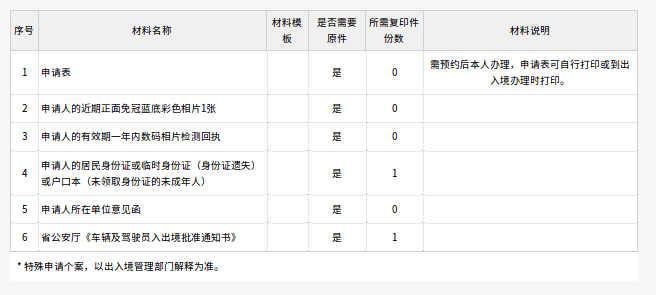 序号 材料名称 材料模板 是否需要原件 所需复印件份数 材料说明
1 申请表 是 0 需预约后本人办理，申请表可自行打印或到出入境办理时打印。
2 申请人的近期正面免冠蓝底彩色相片1张 是 0
3 申请人的有效期一年内数码相片检测回执 是 0
4 申请人的居民身份证或临时身份证（身份证遗失）或户口本（未领取身份证的未成年人） 是 1
5 申请人所在单位意见函 是 0
6 省公安厅《车辆及驾驶员入出境批准通知书》 是 1
* 特殊申请个案，以出入境管理部门解释为准。